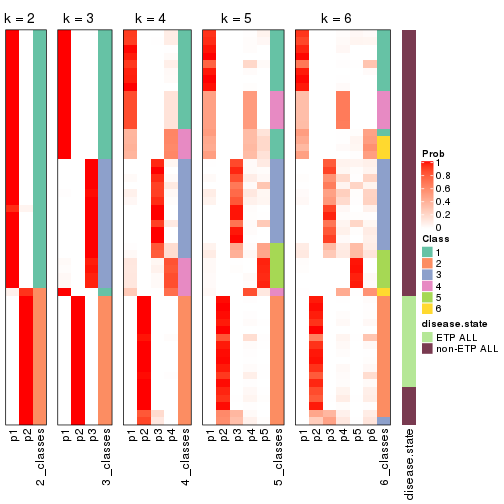 k = 2 k = 3 k = 4 k = 5 k = 6
Prob
1
0.8
0.6
0.4
0.2
0
Class
1
2
3
4
5
6
disease.state
ETP ALL
non-ETP ALL
p1 p2 2_classes p1 p2 p3 3_classes p1 p2 p3 p4 4_classes p1 p2 p3 p4 p5 5_classes p1 p2 p3 p4 p5 p6 6_classes disease.state